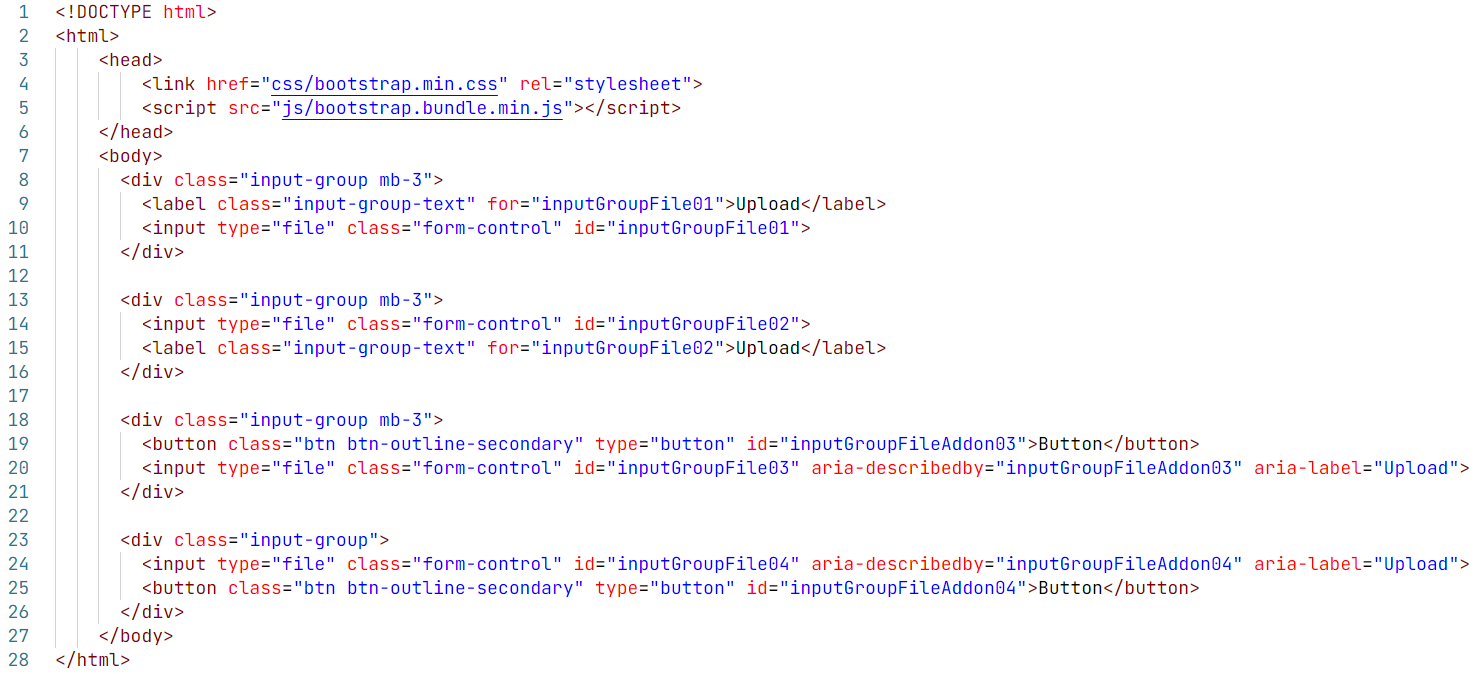 1 <!DOCTYPE html>
2 <html>
3     <head>
4         <link href="css/bootstrap.min.css" rel="stylesheet">
5         <script src="js/bootstrap.bundle.min.js"></script>
6     </head>
7     <body>
8       <div class="input-group mb-3">
9         <label class="input-group-text" for="inputGroupFile01">Upload</label>
10         <input type="file" class="form-control" id="inputGroupFile01">
11       </div>
12
13       <div class="input-group mb-3">
14         <input type="file" class="form-control" id="inputGroupFile02">
15         <label class="input-group-text" for="inputGroupFile02">Upload</label>
16       </div>
17
18       <div class="input-group mb-3">
19         <button class="btn btn-outline-secondary" type="button" id="inputGroupFileAddon03">Button</button>
20         <input type="file" class="form-control" id="inputGroupFile03" aria-describedby="inputGroupFileAddon03" aria-label="Upload">
21       </div>
22
23       <div class="input-group">
24         <input type="file" class="form-control" id="inputGroupFile04" aria-describedby="inputGroupFileAddon04" aria-label="Upload">
25         <button class="btn btn-outline-secondary" type="button" id="inputGroupFileAddon04">Button</button>
26       </div>
27     </body>
28 </html>